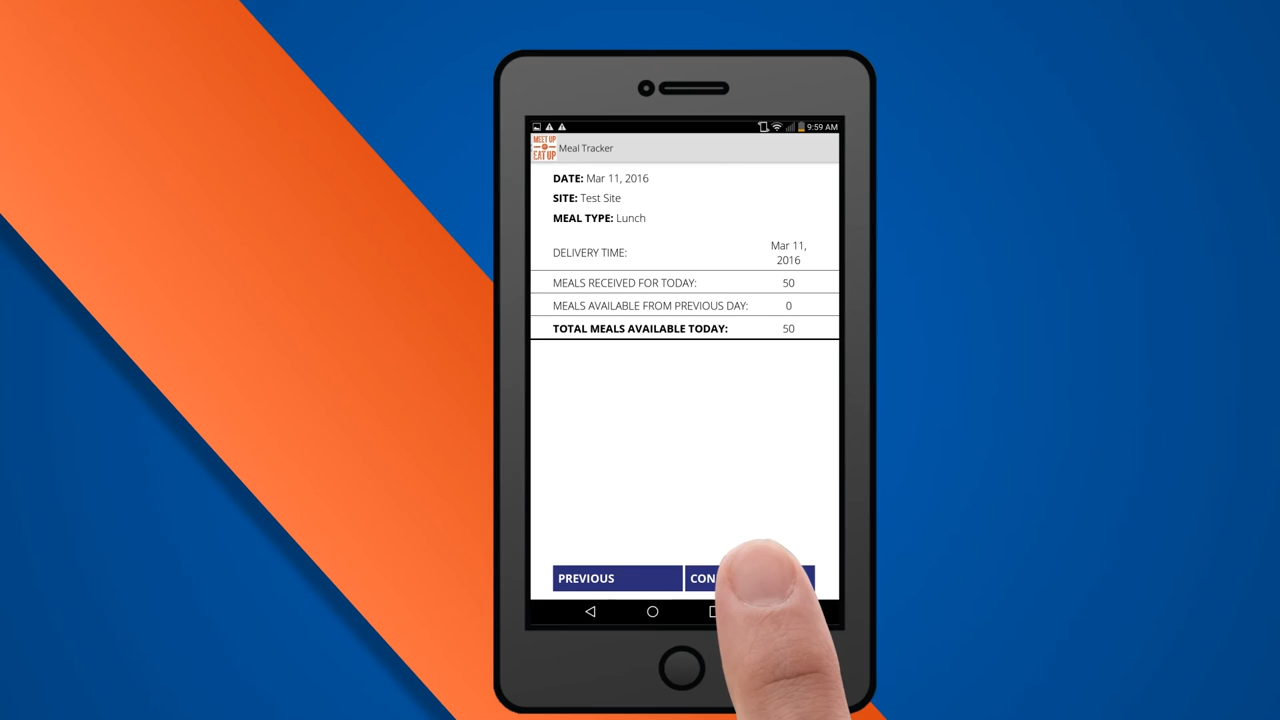 9:59 AM
MEET UP
EAT UP
Meal Tracker
DATE: Mar 11, 2016
SITE: Test Site
MEAL TYPE: Lunch
DELIVERY TIME: Mar 11,
2016
MEALS RECEIVED FOR TODAY: 50
MEALS AVAILABLE FROM PREVIOUS DAY: 0
TOTAL MEALS AVAILABLE TODAY: 50
PREVIOUS